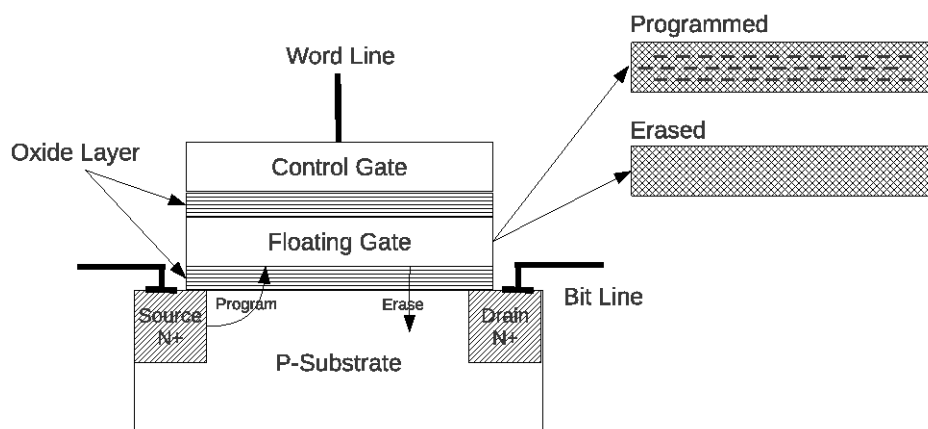 Programmed
Word Line
Erased
Oxide Layer
Control Gate
Floating Gate
Program
Erase
Bit Line
Source
N+
Drain
N+
P-Substrate